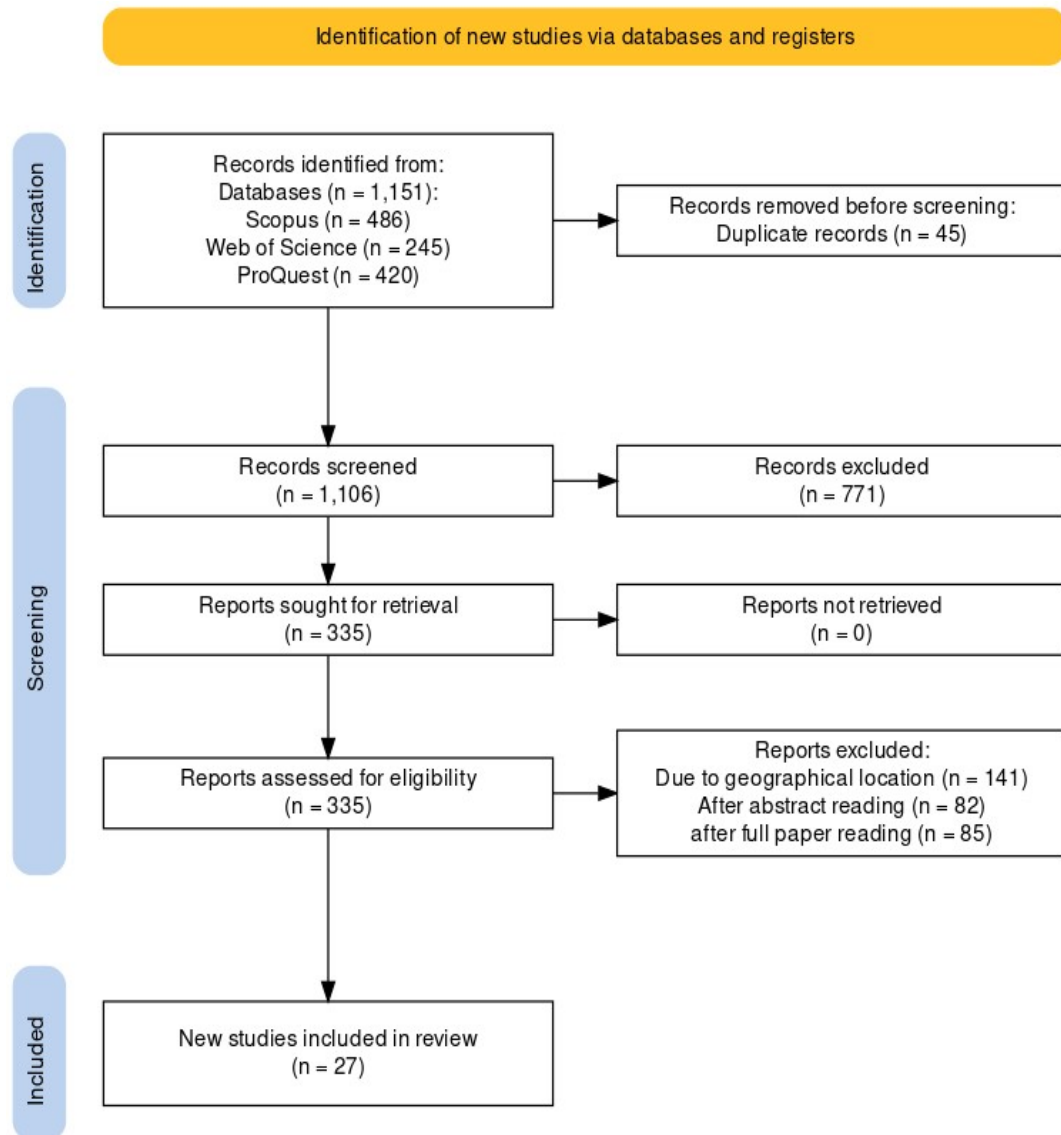 Identification of new studies via databases and registers
Identification
Records identified from:
Databases (n = 1,151):
Scopus (n = 486)
Web of Science (n = 245)
ProQuest (n = 420)
Records removed before screening:
Duplicate records (n = 45)
Screening
Records screened
(n = 1,106)
Records excluded
(n = 771)
Reports sought for retrieval
(n = 335)
Reports not retrieved
(n = 0)
Reports assessed for eligibility
(n = 335)
Reports excluded:
Due to geographical location (n = 141)
After abstract reading (n = 82)
after full paper reading (n = 85)
Included
New studies included in review
(n = 27)